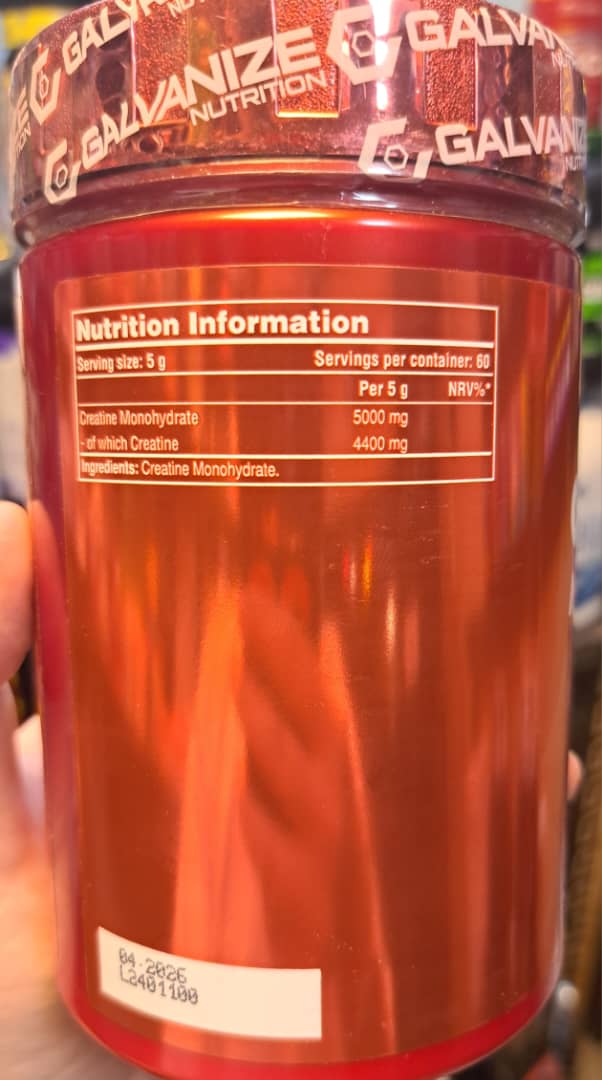 GALVANIZE
NUTRITION
GALVANIZE
NUTRITION
Nutrition Information
Serving size: 5 g Servings per container: 60
Per 5 g NRV%*
Creatine Monohydrate 5000 mg
- of which Creatine 4400 mg
Ingredients: Creatine Monohydrate.
04-2026
L2401100